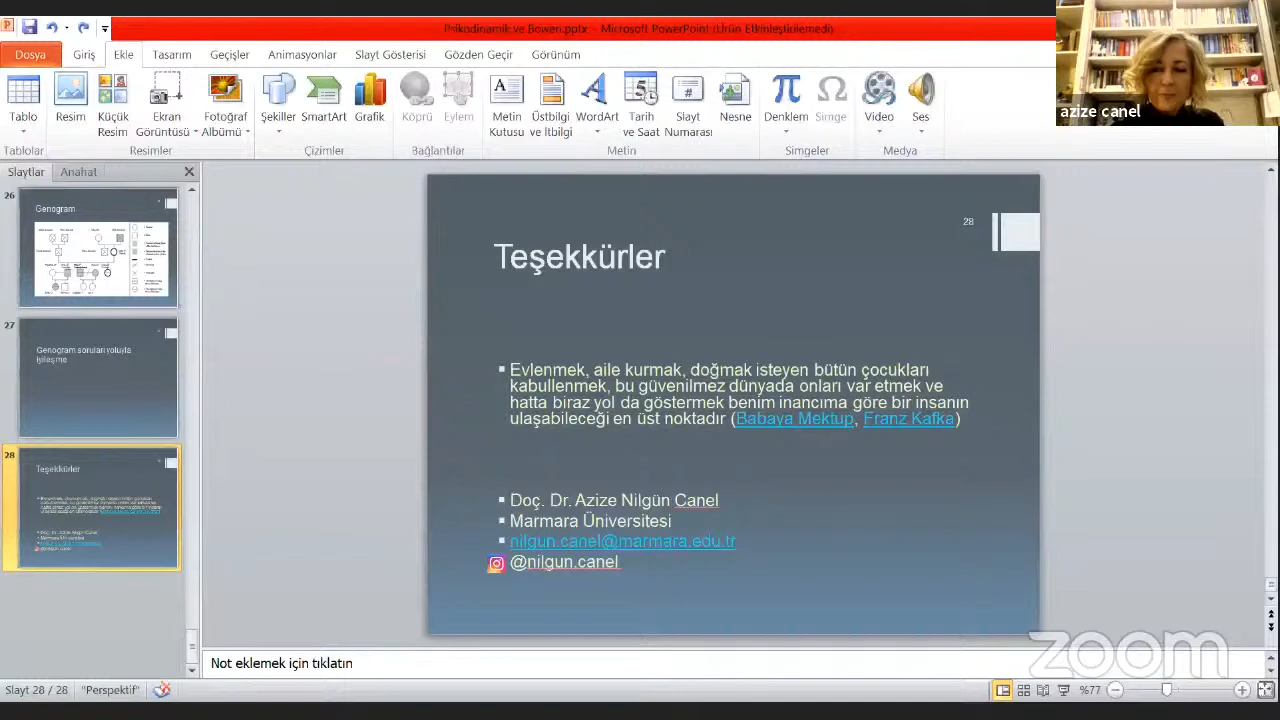 Psikodinamik ve Bowen.pptx - Microsoft PowerPoint (Ürün Etkinleştirilemedi)
Dosya Giriş Ekle Tasarım Geçişler Animasyonlar Slayt Gösterisi Gözden Geçir Görünüm
Tablo
Resim
Küçük Resim
Ekran Görüntüsü
Fotoğraf Albümü
Şekiller
SmartArt
Grafik
Köprü
Eylem
Metin Kutusu
Üstbilgi ve Altbilgi
WordArt
Tarih ve Saat
Slayt Numarası
Nesne
Denklem
Simge
Video
Ses
Tablolar Resimler Çizimler Bağlantılar Metin Simgeler Medya
azize canel
Slaytlar Anahat
26
Genogram
27
Genogram soruları yoluyla
iyileşme
28
Teşekkürler
28
Teşekkürler
Evlenmek, aile kurmak, doğmak isteyen bütün çocukları
kabullenmek, bu güvenilmez dünyada onları var etmek ve
hatta biraz yol da göstermek benim inancıma göre bir insanın
ulaşabileceği en üst noktadır (Babaya Mektup, Franz Kafka)
Doç. Dr. Azize Nilgün Canel
Marmara Üniversitesi
nilgun.canel@marmara.edu.tr
@nilgun.canel
zoom
Not eklemek için tıklatın
Slayt 28 / 28 "Perspektif" %77